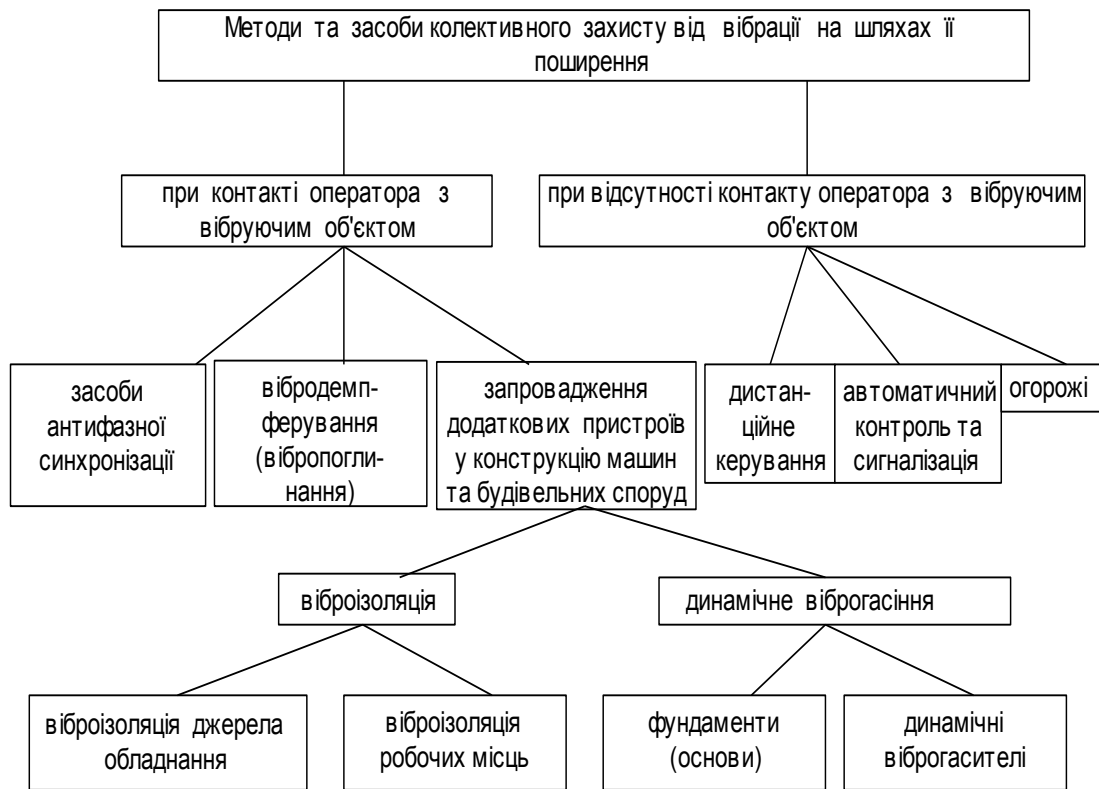 Методи та засоби колективного захисту від вібрації на шляхах її
поширення
при контакті оператора з
вібруючим об'єктом
при відсутності контакту оператора з вібруючим
об'єктом
засоби
антифазної
синхронізації
вібродемп-
ферування
(вібропогли-
нання)
запровадження
додаткових пристроїв
у конструкцію машин
та будівельних споруд
дистан-
ційне
керування
автоматичний
контроль та
сигналізація
огорожі
віброізоляція
динамічне віброгасіння
віброізоляція джерела
обладнання
віброізоляція
робочих місць
фундаменти
(основи)
динамічні
віброгасителі